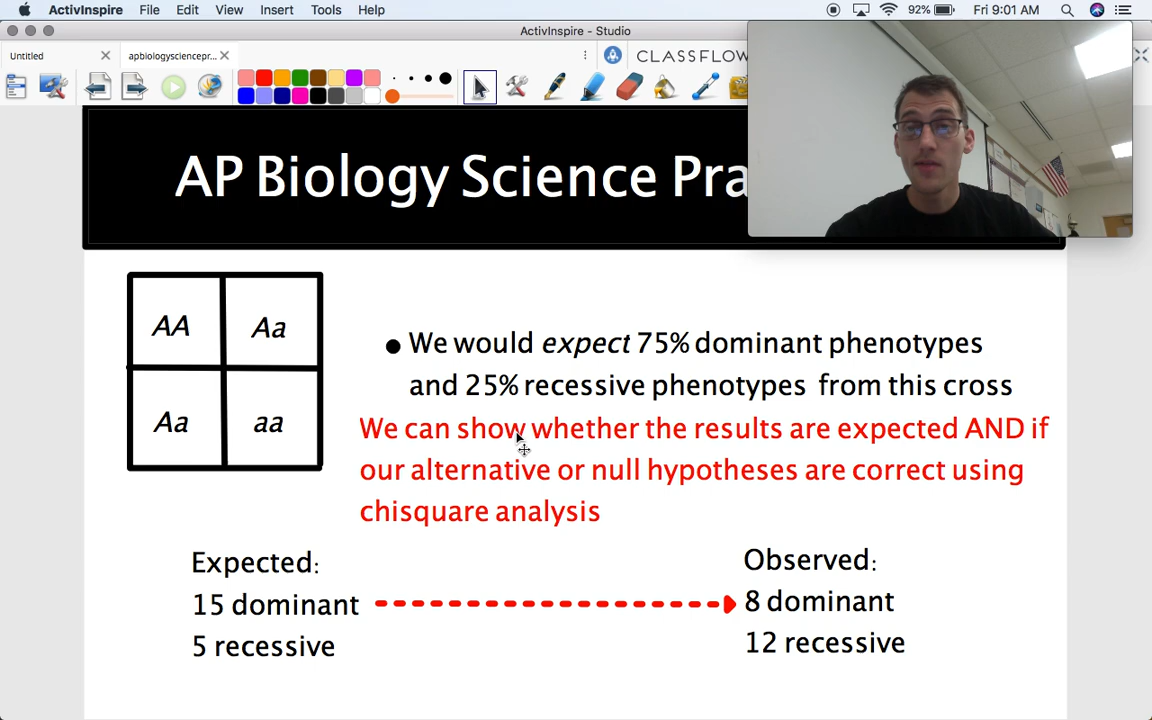 ActivInspire File Edit View Insert Tools Help 92% Fri 9:01 AM
ActivInspire - Studio
Untitled apbiologysciencepr...
CLASSFLOW
AP Biology Science Pra
AA Aa
Aa aa
We would expect 75% dominant phenotypes
and 25% recessive phenotypes from this cross
We can show whether the results are expected AND if
our alternative or null hypotheses are correct using
chisquare analysis
Expected:
15 dominant
5 recessive
Observed:
8 dominant
12 recessive